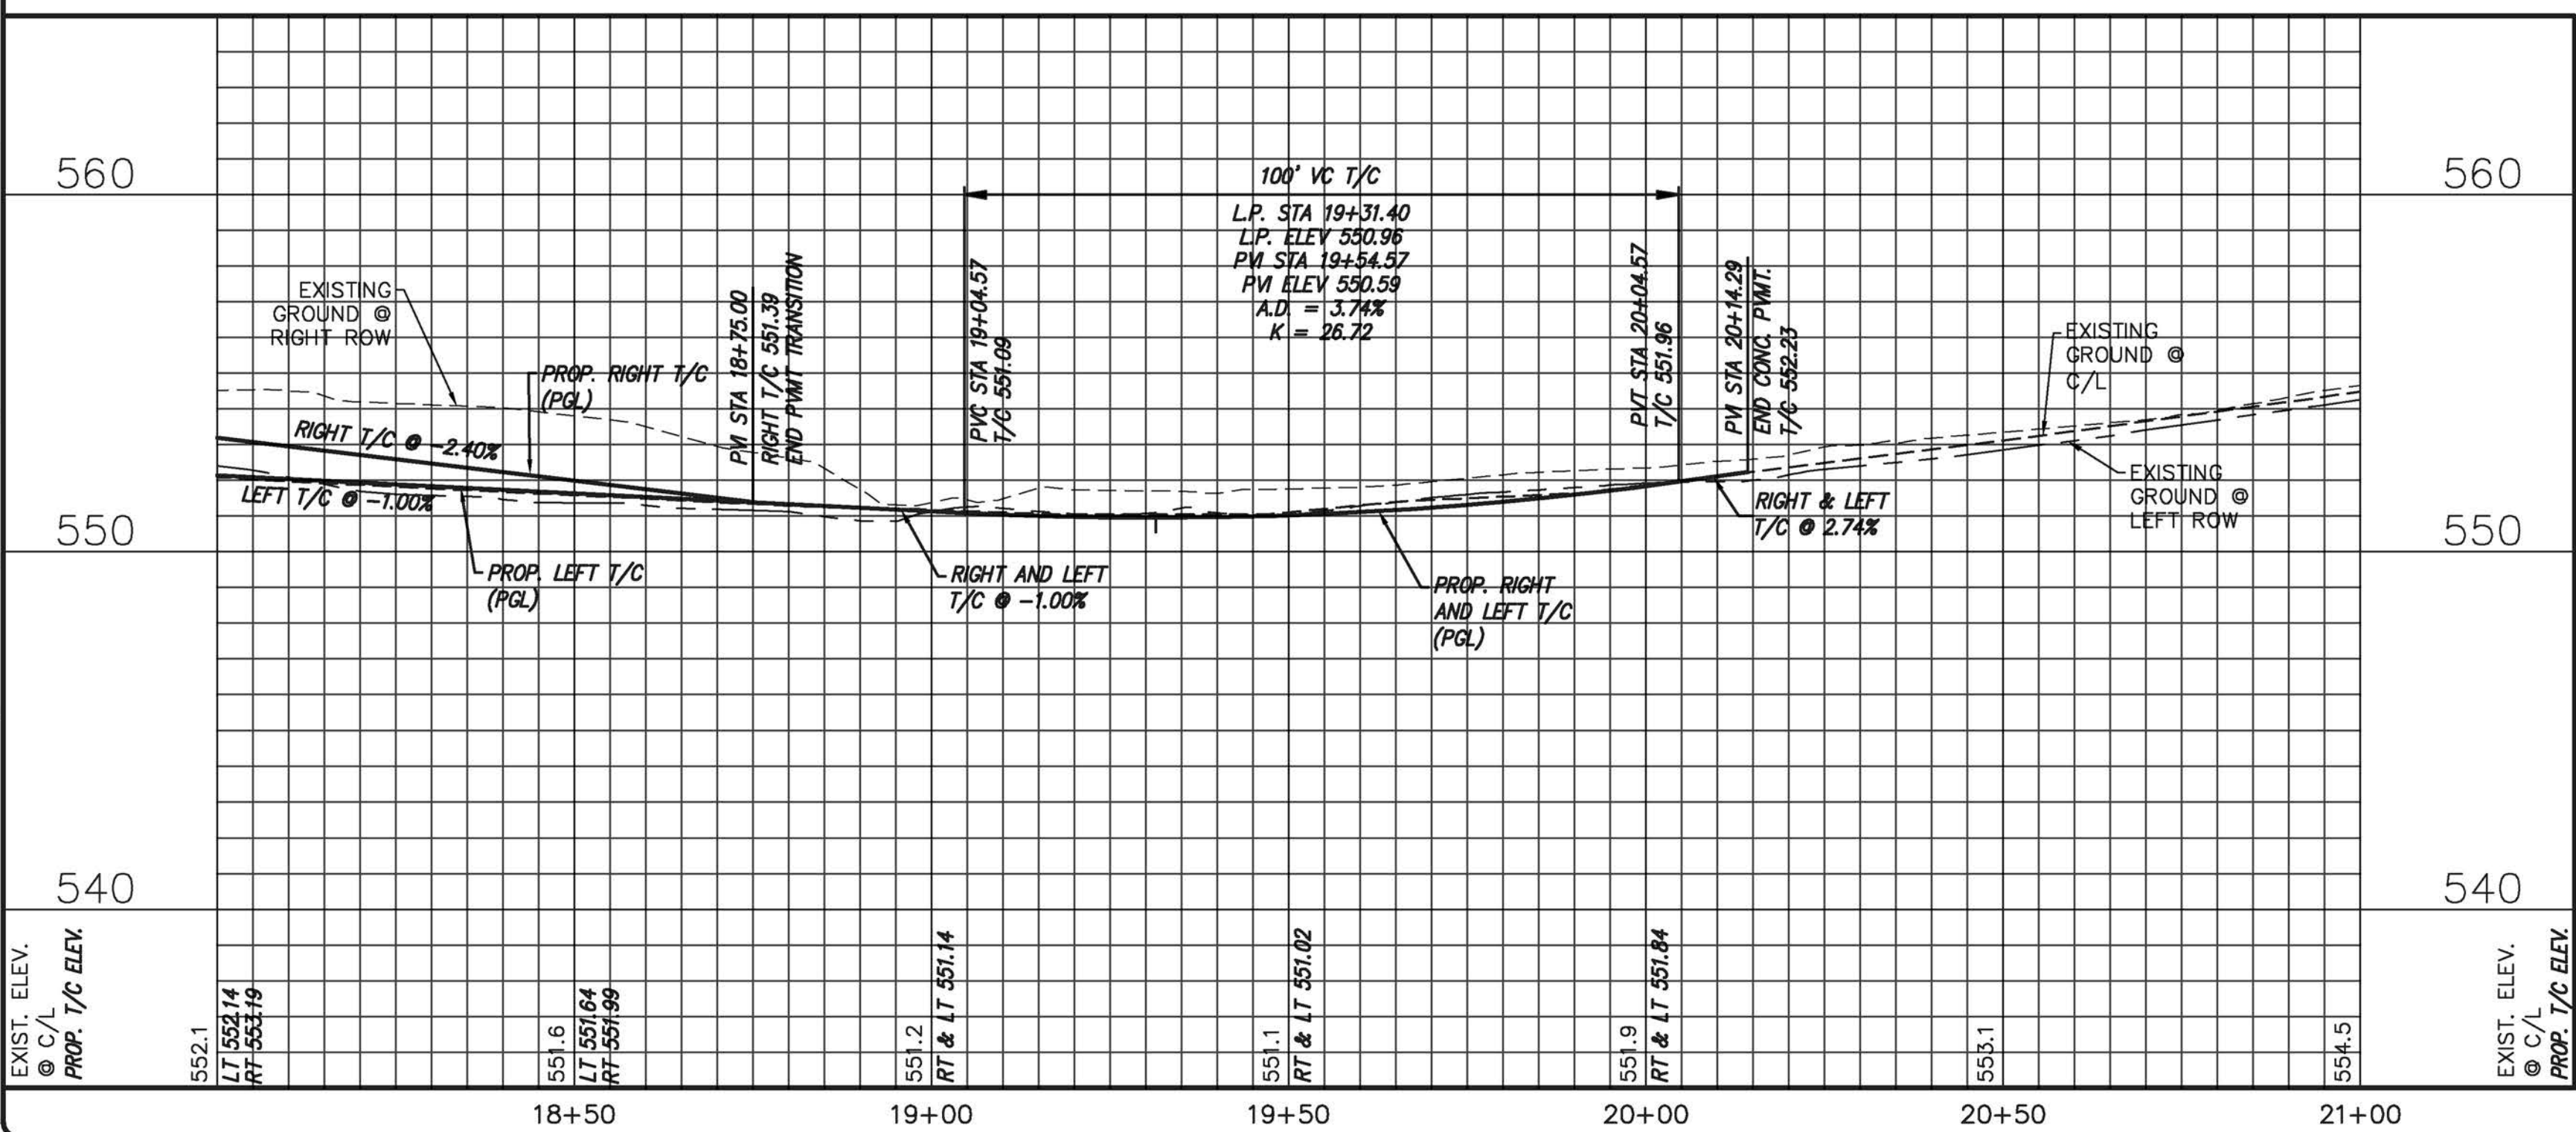 560
550
540
560
550
540
100' VC T/C
L.P. STA 19+31.40
L.P. ELEV 550.96
PVI STA 19+54.57
PVI ELEV 550.59
A.D. = 3.74%
K = 26.72
EXISTING
GROUND @
RIGHT ROW
PROP. RIGHT T/C
(PGL)
RIGHT T/C @ -2.40%
LEFT T/C @ -1.00%
PROP. LEFT T/C
(PGL)
PVI STA 18+75.00
RIGHT T/C 551.39
END PVMT TRANSITION
PVC STA 19+04.57
T/C 551.09
RIGHT AND LEFT
T/C @ -1.00%
PROP. RIGHT
AND LEFT T/C
(PGL)
PVT STA 20+04.57
T/C 551.96
PVI STA 20+14.29
END CONC. PVMT.
T/C 552.23
RIGHT & LEFT
T/C @ 2.74%
EXISTING
GROUND @
C/L
EXISTING
GROUND @
LEFT ROW
EXIST. ELEV.
@ C/L
PROP. T/C ELEV.
552.1
LT 552.14
RT 553.19
551.6
LT 551.64
RT 551.99
551.2
RT & LT 551.14
551.1
RT & LT 551.02
551.9
RT & LT 551.84
553.1
554.5
EXIST. ELEV.
@ C/L
PROP. T/C ELEV.
18+50
19+00
19+50
20+00
20+50
21+00